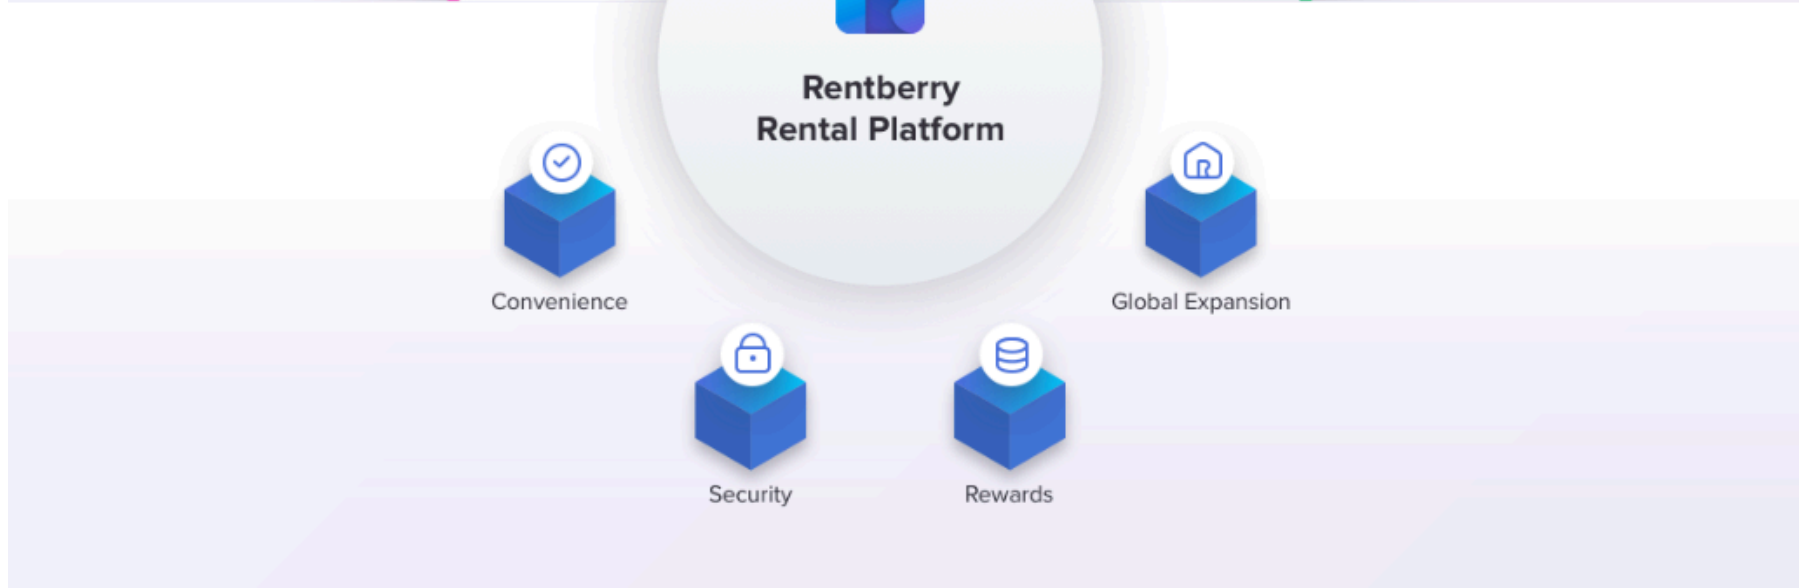 Rentberry
Rental Platform
Convenience
Global Expansion
Security
Rewards